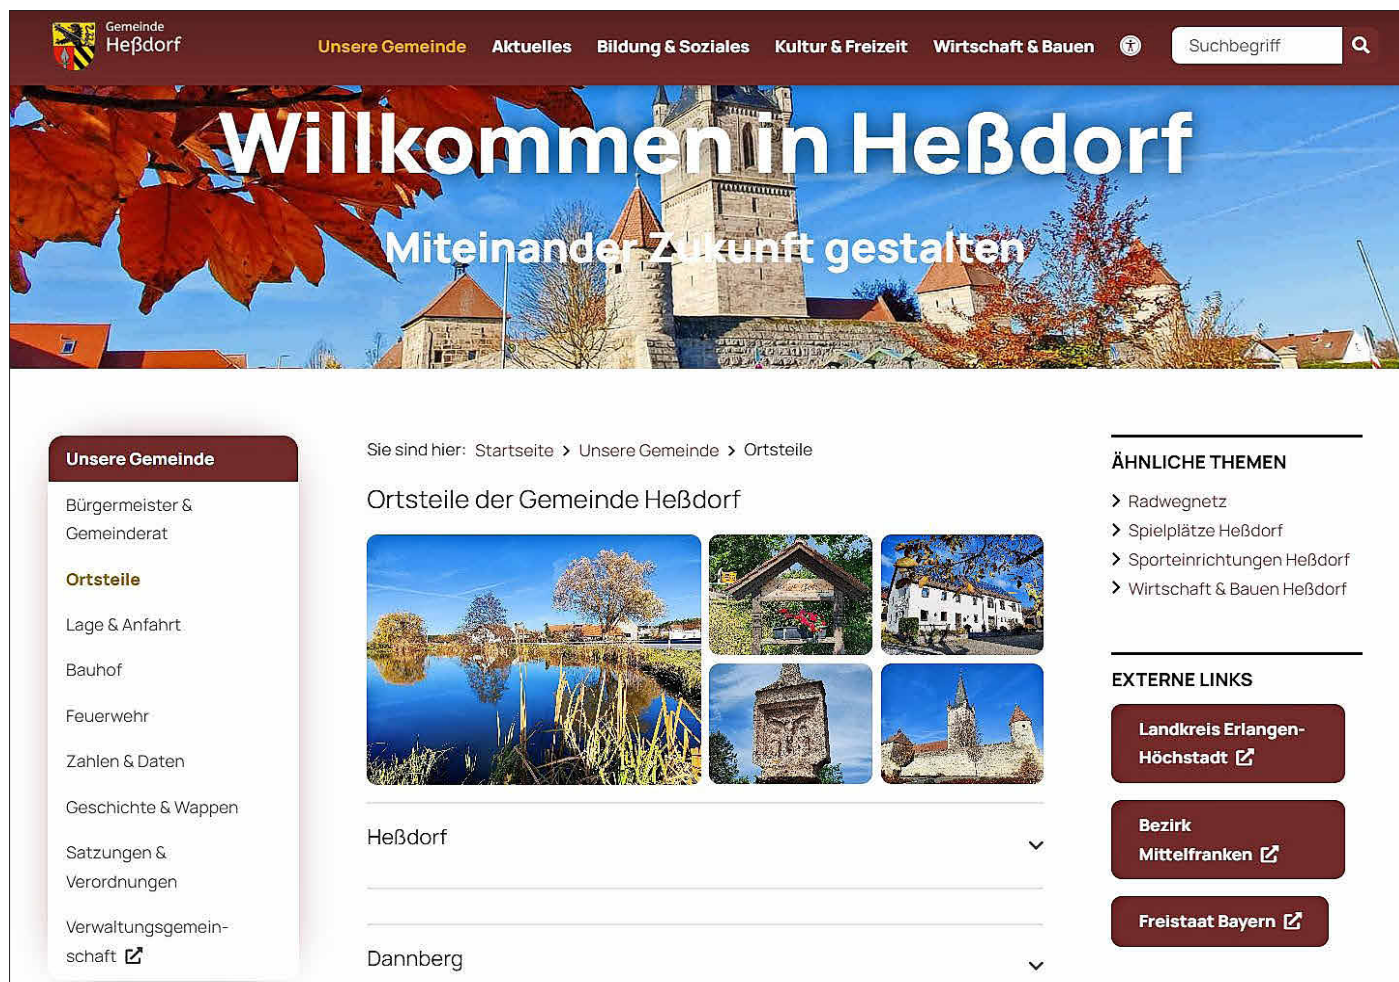 Gemeinde
Heßdorf
Unsere Gemeinde Aktuelles Bildung & Soziales Kultur & Freizeit Wirtschaft & Bauen Suchbegriff
Willkommen in Heßdorf
Miteinander Zukunft gestalten
Unsere Gemeinde
Bürgermeister &
Gemeinderat
Ortsteile
Lage & Anfahrt
Bauhof
Feuerwehr
Zahlen & Daten
Geschichte & Wappen
Satzungen &
Verordnungen
Verwaltungsgemein-
schaft
Sie sind hier: Startseite > Unsere Gemeinde > Ortsteile
Ortsteile der Gemeinde Heßdorf
Heßdorf
Dannberg
ÄHNLICHE THEMEN
Radwegnetz
Spielplätze Heßdorf
Sporteinrichtungen Heßdorf
Wirtschaft & Bauen Heßdorf
EXTERNE LINKS
Landkreis Erlangen-
Höchstadt
Bezirk
Mittelfranken
Freistaat Bayern